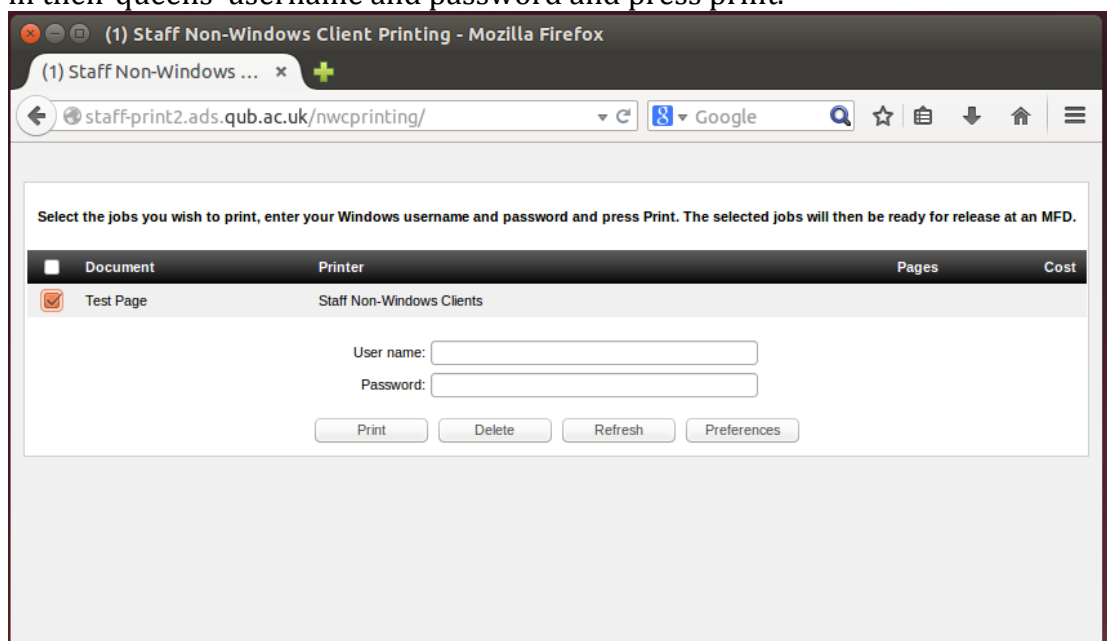 in their queens' username and password and press print.
(1) Staff Non-Windows Client Printing - Mozilla Firefox
(1) Staff Non-Windows ...
staff-print2.ads.qub.ac.uk/nwcprinting/
8 Google
Select the jobs you wish to print, enter your Windows username and password and press Print. The selected jobs will then be ready for release at an MFD.
Document Printer Pages Cost
Test Page Staff Non-Windows Clients
User name:
Password:
Print Delete Refresh Preferences